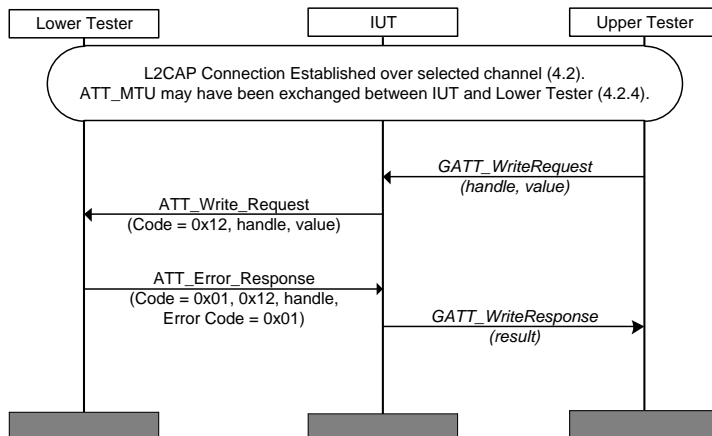 Lower Tester
IUT
Upper Tester
L2CAP Connection Established over selected channel (4.2).
ATT_MTU may have been exchanged between IUT and Lower Tester (4.2.4).
GATT_WriteRequest
(handle, value)
ATT_Write_Request
(Code = 0x12, handle, value)
ATT_Error_Response
(Code = 0x01, 0x12, handle,
Error Code = 0x01)
GATT_WriteResponse
(result)